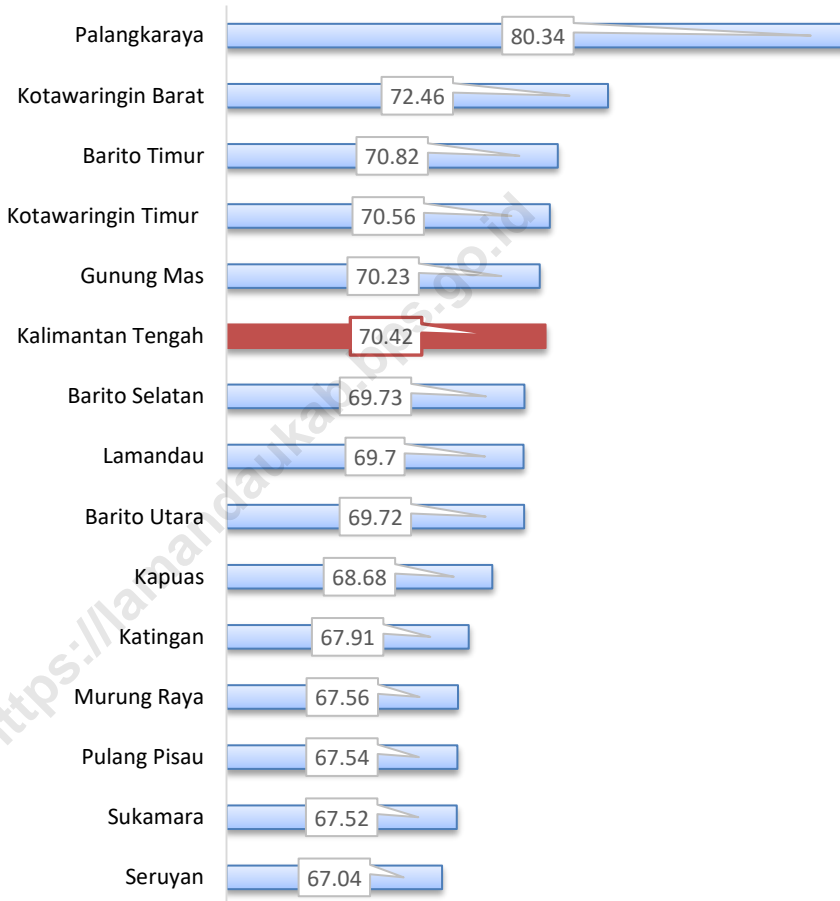 Palangkaraya 80.34
Kotawaringin Barat 72.46
Barito Timur 70.82
Kotawaringin Timur 70.56
Gunung Mas 70.23
Kalimantan Tengah 70.42
Barito Selatan 69.73
Lamandau 69.7
Barito Utara 69.72
Kapuas 68.68
Katingan 67.91
Murung Raya 67.56
Pulang Pisau 67.54
Sukamara 67.52
Seruyan 67.04
https://lamandaukab.bps.go.id